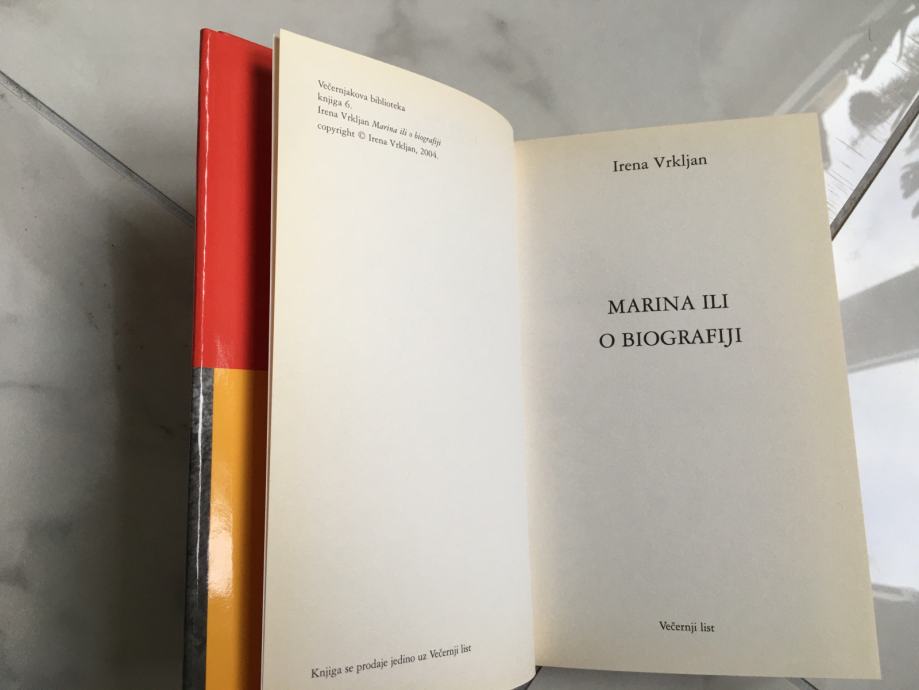 Večernjakova biblioteka
knjiga 6.
Irena Vrkljan Marina ili o biografiji
copyright © Irena Vrkljan, 2004.
Knjiga se prodaje jedino uz Večernji list
Irena Vrkljan
MARINA ILI
O BIOGRAFIJI
Večernji list